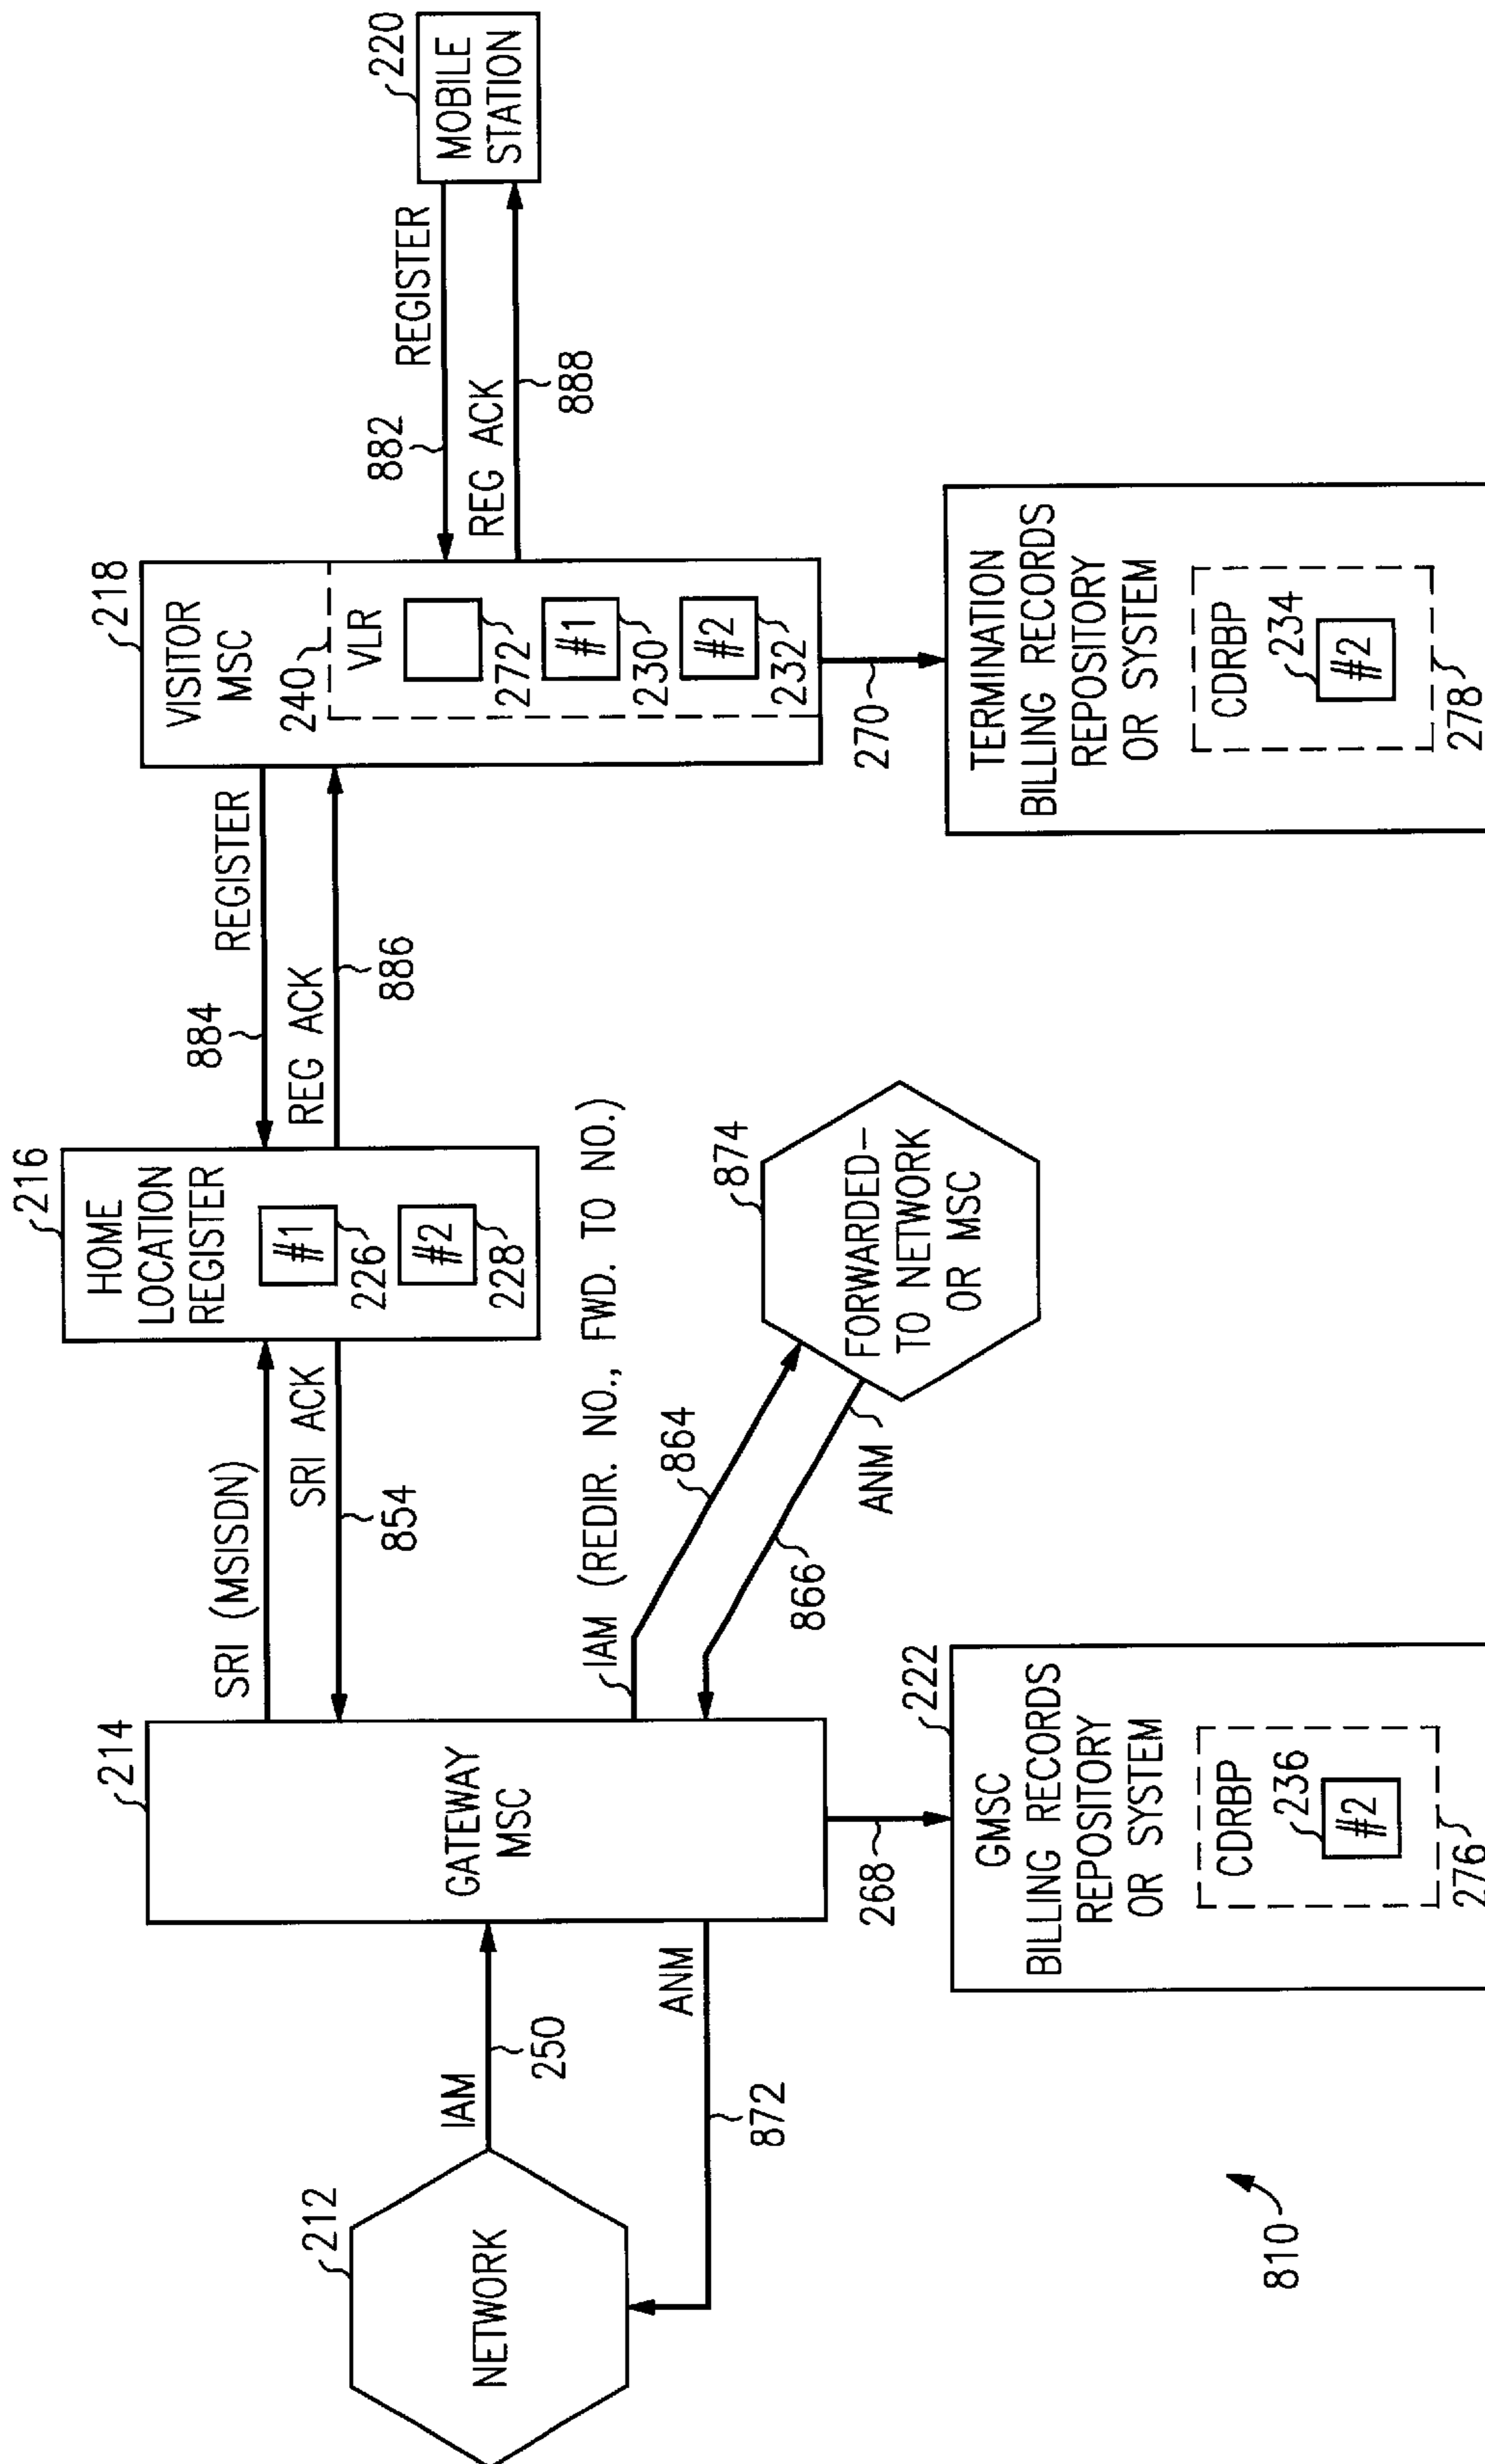 212
NETWORK
IAM
250
ANM
872
214
GATEWAY
MSC
SRI (MSISDN)
SRI ACK
854
216
HOME
LOCATION
REGISTER
#1
226
#2
228
884
REGISTER
REG ACK
886
218
VISITOR
MSC
240
VLR
272
#1
230
#2
232
882
REGISTER
REG ACK
888
220
MOBILE
STATION
IAM (REDIR. NO., FWD. TO NO.)
864
866
ANM
874
FORWARDED-
TO NETWORK
OR MSC
268
222
GMSC
BILLING RECORDS
REPOSITORY
OR SYSTEM
CDRBP
236
#2
276
270
TERMINATION
BILLING RECORDS
REPOSITORY
OR SYSTEM
CDRBP
234
#2
278
810